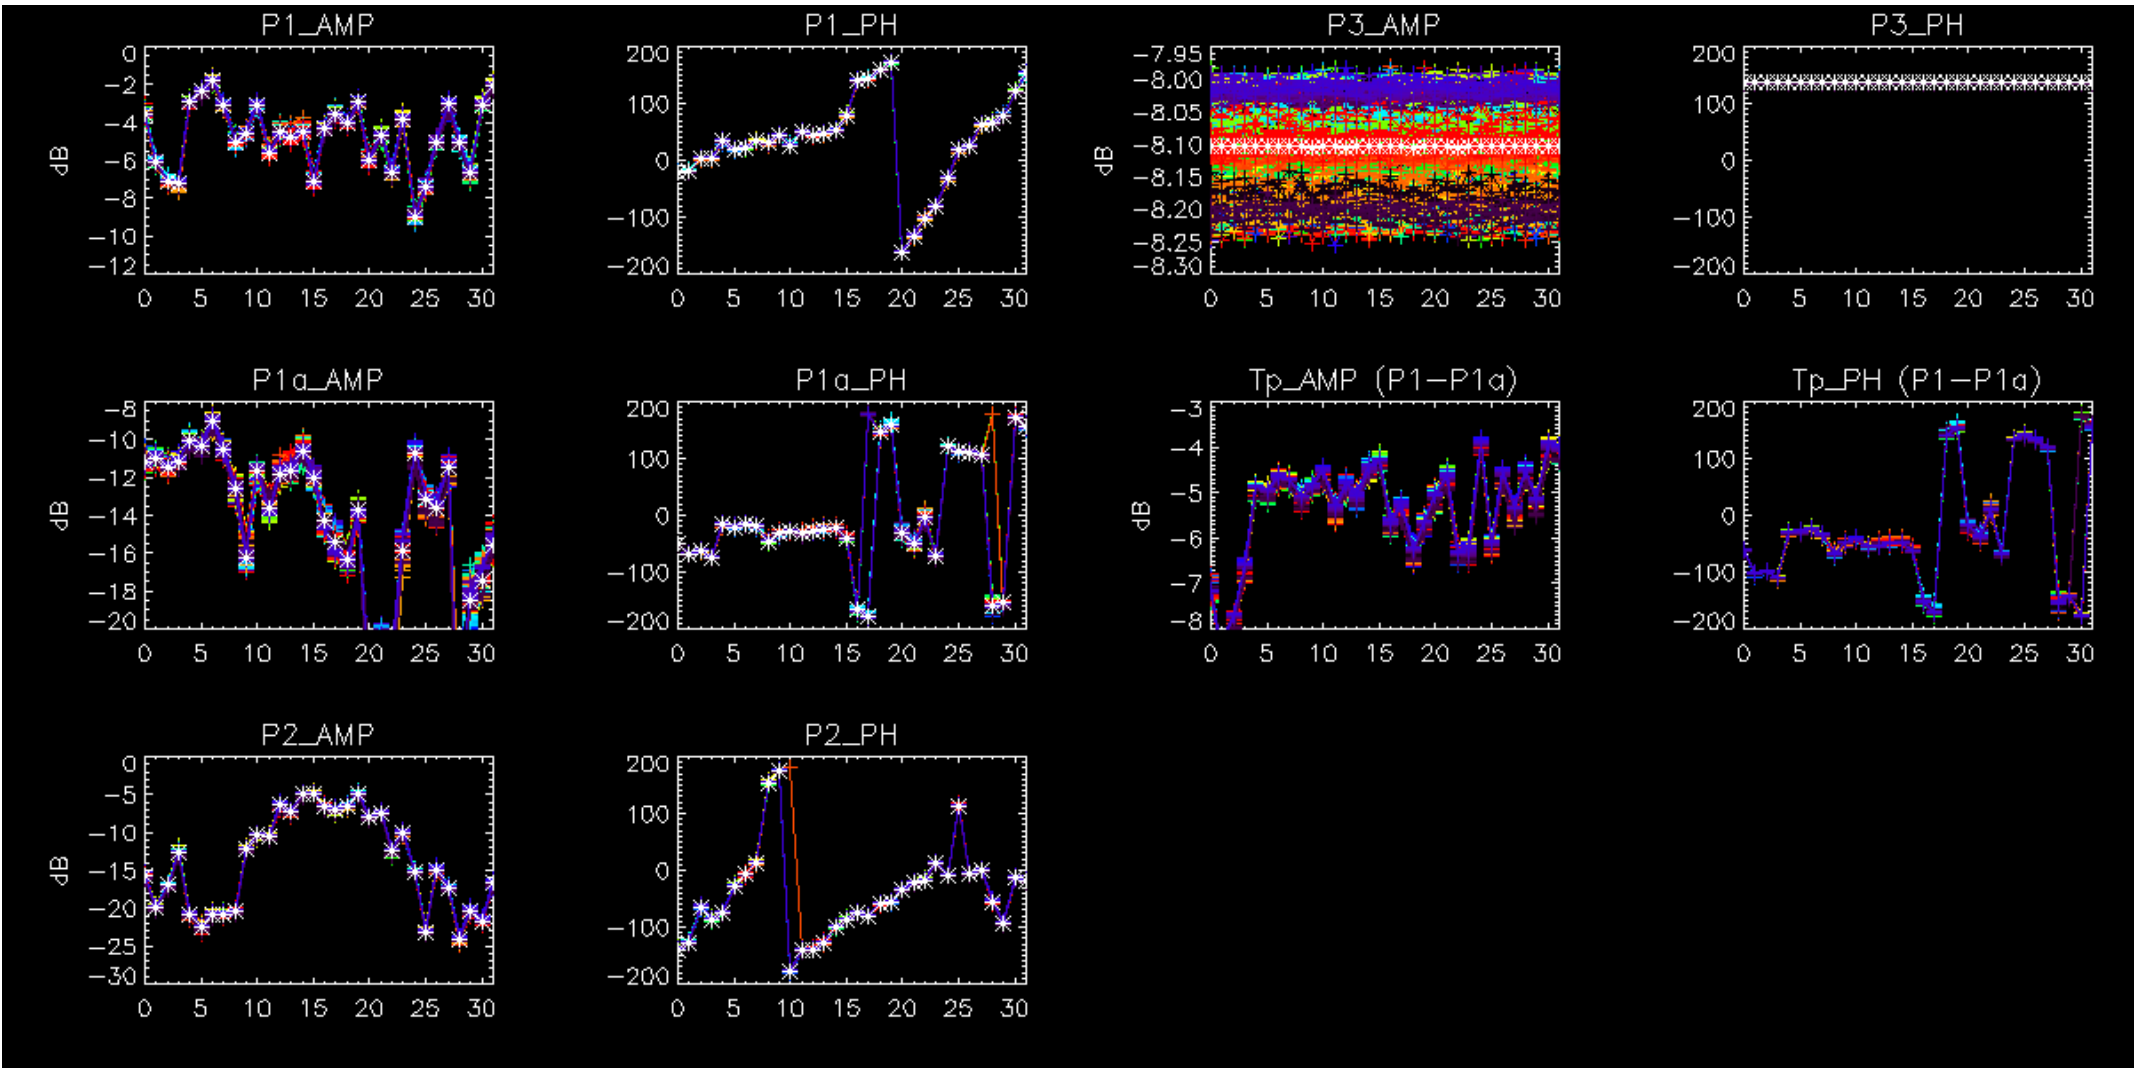 P1_AMP
0
-2
-4
-6
-8
-10
-12
dB
0 5 10 15 20 25 30
P1_PH
200
100
0
-100
-200
0 5 10 15 20 25 30
P3_AMP
-7.95
-8.00
-8.05
-8.10
-8.15
-8.20
-8.25
-8.30
dB
0 5 10 15 20 25 30
P3_PH
200
100
0
-100
-200
0 5 10 15 20 25 30
P1a_AMP
-8
-10
-12
-14
-16
-18
-20
dB
0 5 10 15 20 25 30
P1a_PH
200
100
0
-100
-200
0 5 10 15 20 25 30
Tp_AMP (P1-P1a)
-3
-4
-5
-6
-7
-8
dB
0 5 10 15 20 25 30
Tp_PH (P1-P1a)
200
100
0
-100
-200
0 5 10 15 20 25 30
P2_AMP
0
-5
-10
-15
-20
-25
-30
dB
0 5 10 15 20 25 30
P2_PH
200
100
0
-100
-200
0 5 10 15 20 25 30